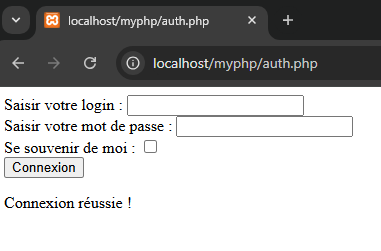 localhost/myphp/auth.php
localhost/myphp/auth.php
Saisir votre login :
Saisir votre mot de passe :
Se souvenir de moi :
Connexion
Connexion réussie !